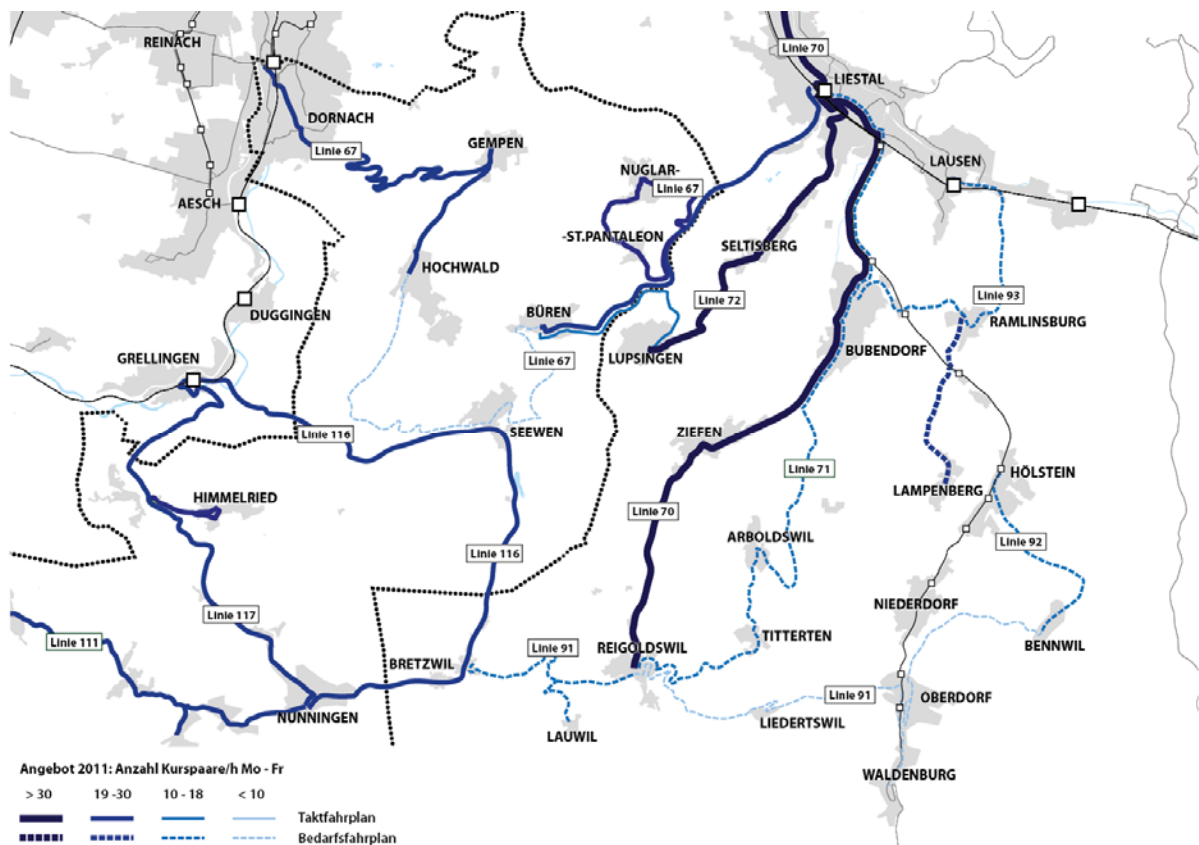 REINACH
Linie 70
LIESTAL
DORNACH
Linie 67
GEMPEN
NUGLAR-
Linie 67
LAUSEN
AESCH
-ST.PANTALEON
SELTISBERG
HOCHWALD
Linie 72
Linie 93
DUGGINGEN
BÜREN
RAMLINSBURG
GRELLINGEN
Linie 67
LUPSINGEN
BUBENDORF
Linie 116
SEEWEN
ZIEFEN
Linie 71
HÖLSTEIN
HIMMELRIED
LAMPENBERG
Linie 70
ARBOLDSWIL
Linie 92
Linie 116
NIEDERDORF
Linie 117
Linie 111
TITTERTEN
BENNWIL
BRETZWIL
Linie 91
REIGOLDSWIL
Linie 91
OBERDORF
NUNNINGEN
LIEDERTSWIL
LAUWIL
WALDENBURG
Angebot 2011: Anzahl Kurspaare/h Mo - Fr
> 30 19 -30 10 - 18 < 10
Taktfahrplan
Bedarfsfahrplan